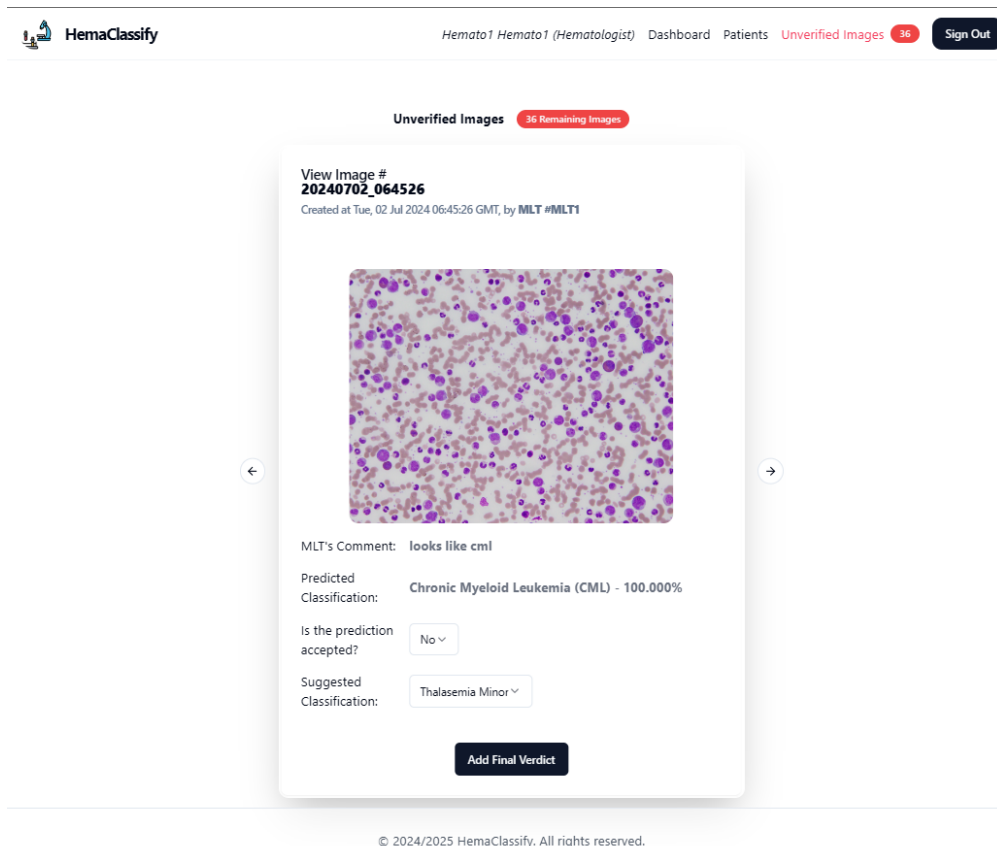 HemaClassify
Hemato1 Hemato1 (Hematologist) Dashboard Patients Unverified Images 36 Sign Out
Unverified Images 36 Remaining Images
View Image #
20240702_064526
Created at Tue, 02 Jul 2024 06:45:26 GMT, by MLT #MLT1
MLT's Comment: looks like cml
Predicted
Classification:
Chronic Myeloid Leukemia (CML) - 100.000%
Is the prediction
accepted?
No
Suggested
Classification:
Thalasemia Minor
Add Final Verdict
© 2024/2025 HemaClassify. All rights reserved.